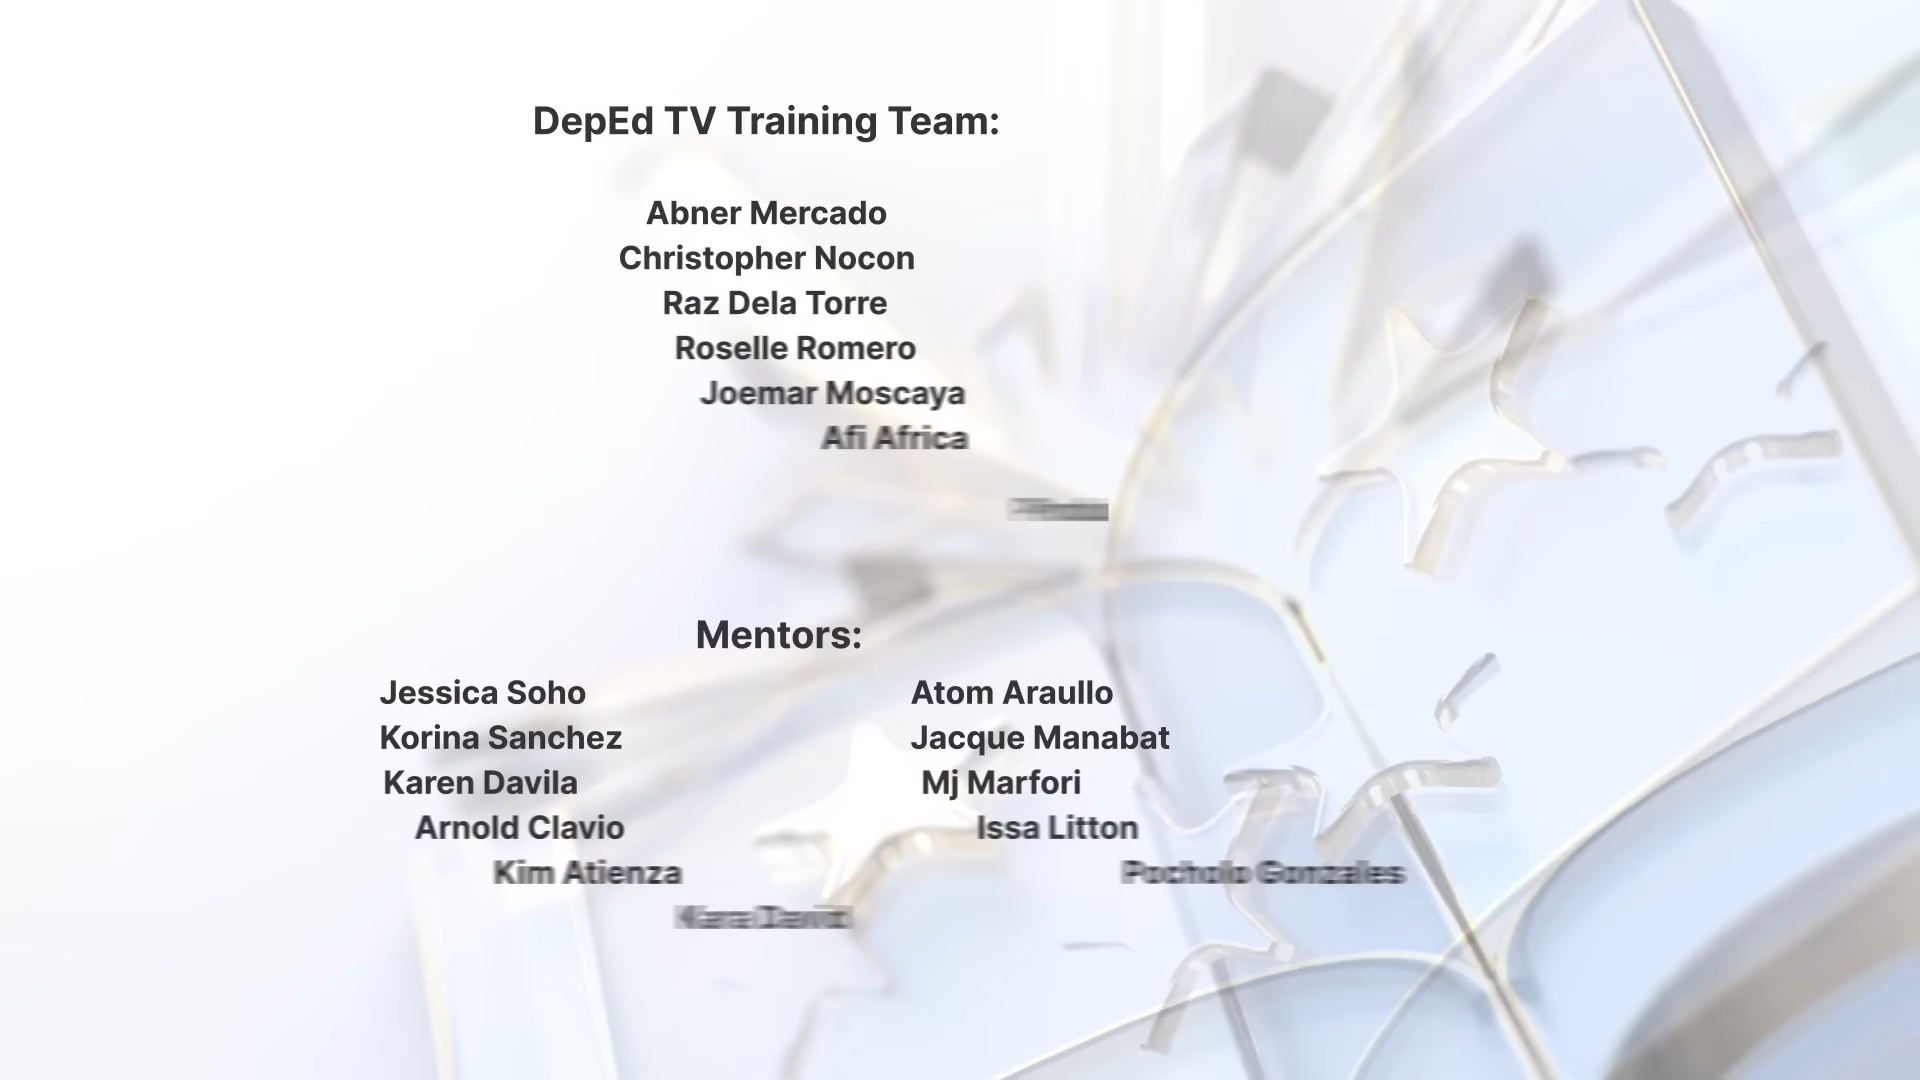 DepEd TV Training Team:
Abner Mercado
Christopher Nocon
Raz Dela Torre
Roselle Romero
Joemar Moscaya
Afi Africa
Mentors:
Jessica Soho
Korina Sanchez
Karen Davila
Arnold Clavio
Kim Atienza
Kara David
Atom Araullo
Jacque Manabat
Mj Marfori
Issa Litton
Pocholo Gonzales